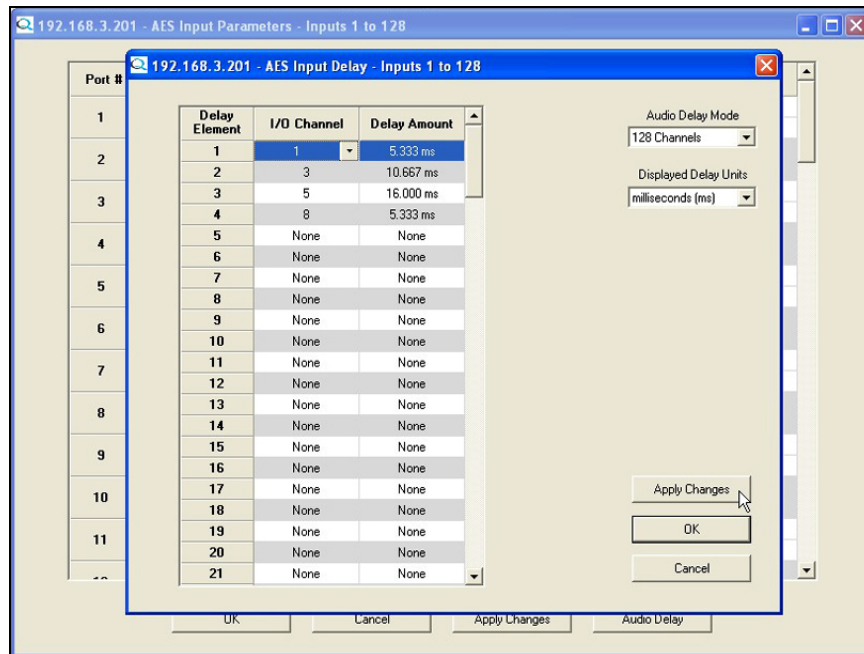 192.168.3.201 - AES Input Parameters - Inputs 1 to 128
Port #
1
2
3
4
5
6
7
8
9
10
11
192.168.3.201 - AES Input Delay - Inputs 1 to 128
Delay Element I/O Channel Delay Amount
1 1 5.333 ms
2 3 10.667 ms
3 5 16.000 ms
4 8 5.333 ms
5 None None
6 None None
7 None None
8 None None
9 None None
10 None None
11 None None
12 None None
13 None None
14 None None
15 None None
16 None None
17 None None
18 None None
19 None None
20 None None
21 None None
Audio Delay Mode
128 Channels
Displayed Delay Units
milliseconds (ms)
Apply Changes
OK
Cancel
OK Cancel Apply Changes Audio Delay